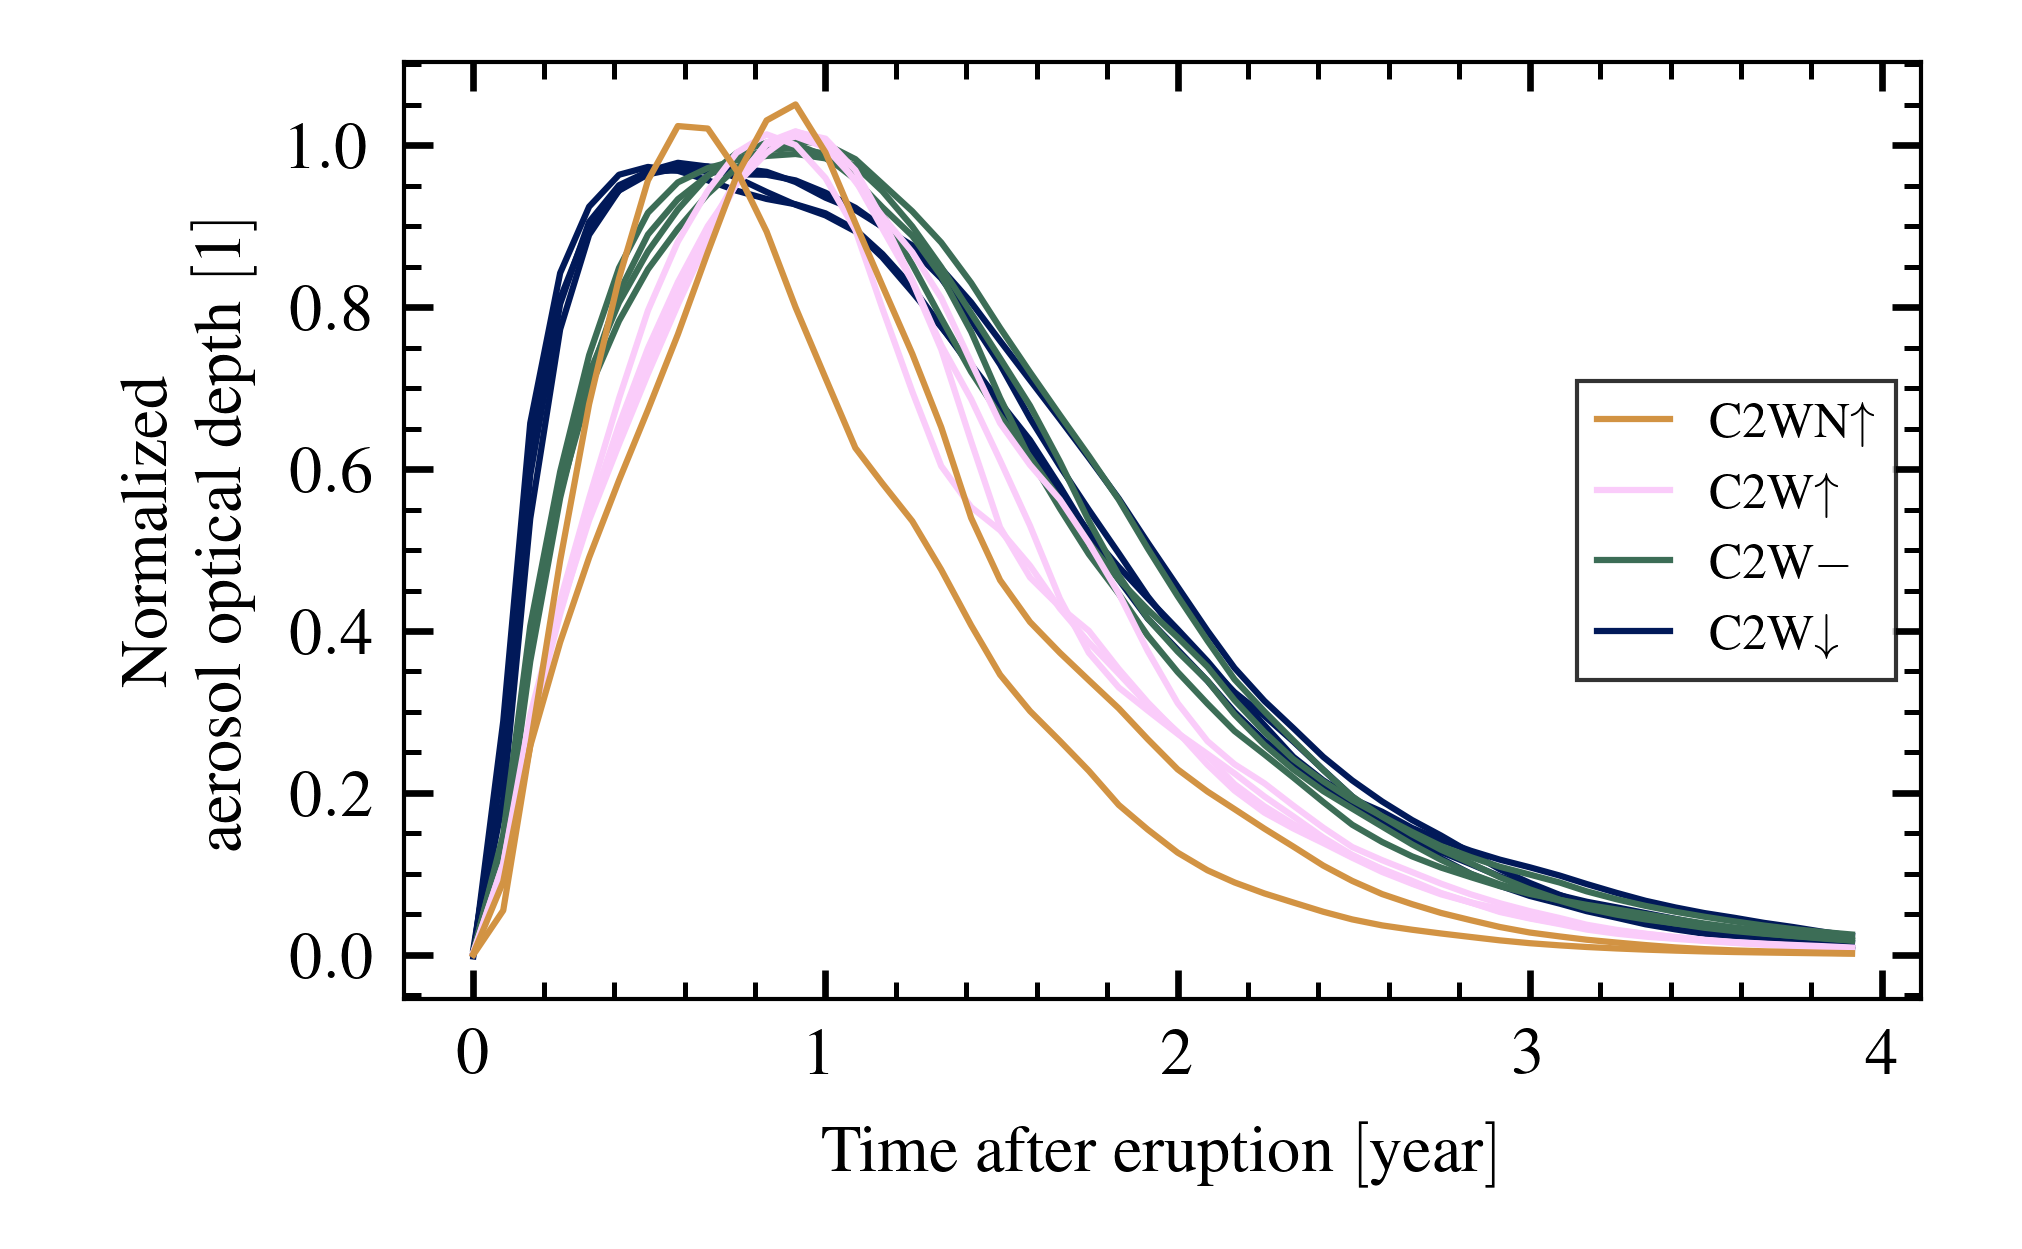 Normalized
aerosol optical depth [1]
1.0
0.8
0.6
0.4
0.2
0.0
0 1 2 3 4
Time after eruption [year]
C2WN↑
C2W↑
C2W−
C2W↓